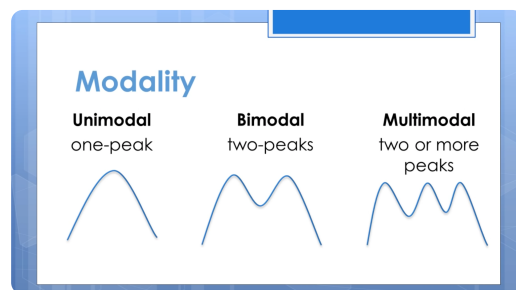 Modality
Unimodal
one-peak
Bimodal
two-peaks
Multimodal
two or more
peaks